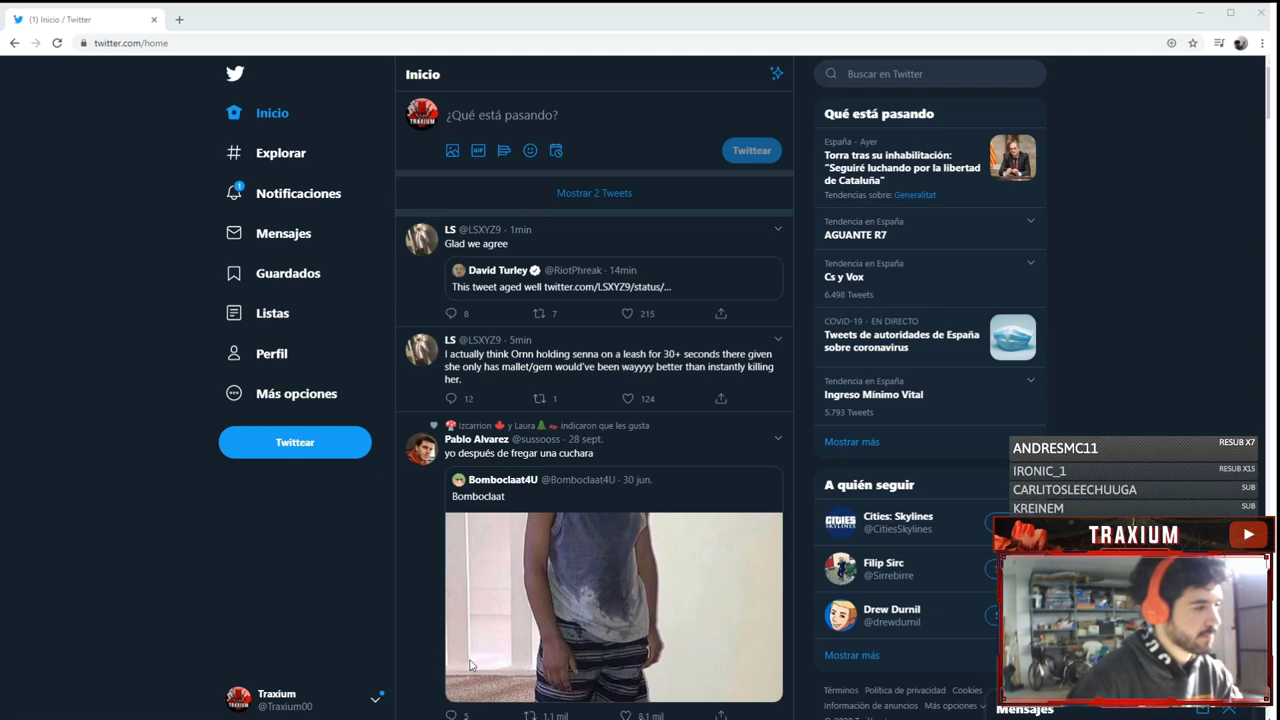 (1) Inicio / Twitter
twitter.com/home
Inicio
Explorar
1
Notificaciones
Mensajes
Guardados
Listas
Perfil
Más opciones
Twittear
Traxium
@Traxium00
Inicio
TRAXIUM
¿Qué está pasando?
GIF
Twittear
Mostrar 2 Tweets
LS @LSXYZ9 · 1min
Glad we agree
David Turley @RiotPhreak · 14min
This tweet aged well twitter.com/LSXYZ9/status/...
8 7 215
LS @LSXYZ9 · 5min
I actually think Ornn holding senna on a leash for 30+ seconds there given
she only has mallet/gem would've been wayyyy better than instantly killing
her.
12 1 124
Izcarrion y Laura indicaron que les gusta
Pablo Alvarez @sussooss · 28 sept.
yo después de fregar una cuchara
Bomboclaat4U @Bomboclaat4U · 30 jun.
Bomboclaat
5 1,1 mil 8,1 mil
Buscar en Twitter
Qué está pasando
España · Ayer
Torra tras su inhabilitación:
"Seguiré luchando por la libertad
de Cataluña"
Tendencias sobre: Generalitat
Tendencia en España
AGUANTE R7
Tendencia en España
Cs y Vox
6.498 Tweets
COVID-19 · EN DIRECTO
Tweets de autoridades de España
sobre coronavirus
Tendencia en España
Ingreso Mínimo Vital
5.793 Tweets
Mostrar más
A quién seguir
CITIES
Cities: Skylines
@CitiesSkylines
Filip Sirc
@Sirrebirre
Drew Durnil
@drewdurnil
Mostrar más
Términos Política de privacidad Cookies
Información de anuncios Más opciones
Mensajes
ANDRESMC11 RESUB X7
IRONIC_1 RESUB X15
CARLITOSLEECHUUGA SUB
KREINEM SUB
TRAXIUM